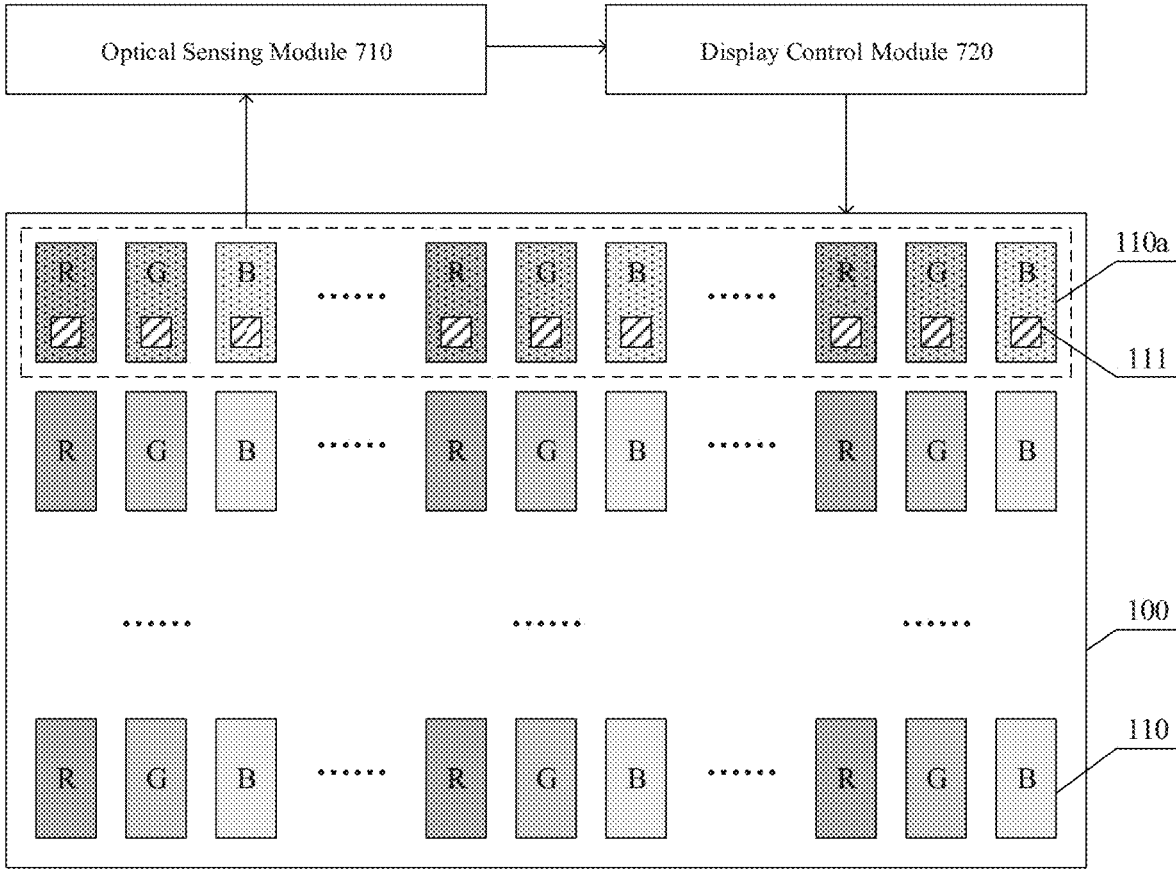 Optical Sensing Module 710 Display Control Module 720
R G B ······ R G B ······ R G B 110a
111
R G B ······ R G B ······ R G B
······ ······ ······ 100
R G B ······ R G B ······ R G B 110